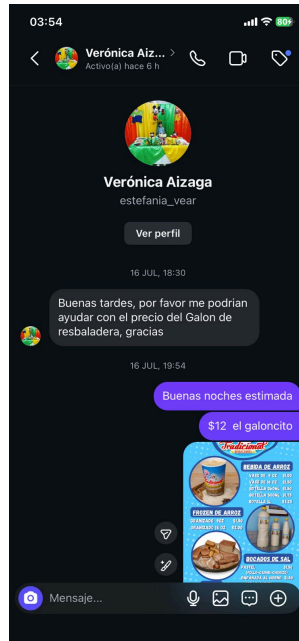 03:54
80
Verónica Aiz...
Activo(a) hace 6 h
Verónica Aizaga
estefania_vear
Ver perfil
16 JUL, 18:30
Buenas tardes, por favor me podrian
ayudar con el precio del Galon de
resbaladera, gracias
16 JUL, 19:54
Buenas noches estimada
$12 el galoncito
Tradicional
BEBIDA DE ARROZ
FROZEN DE ARROZ
BOCADOS DE SAL
Mensaje...